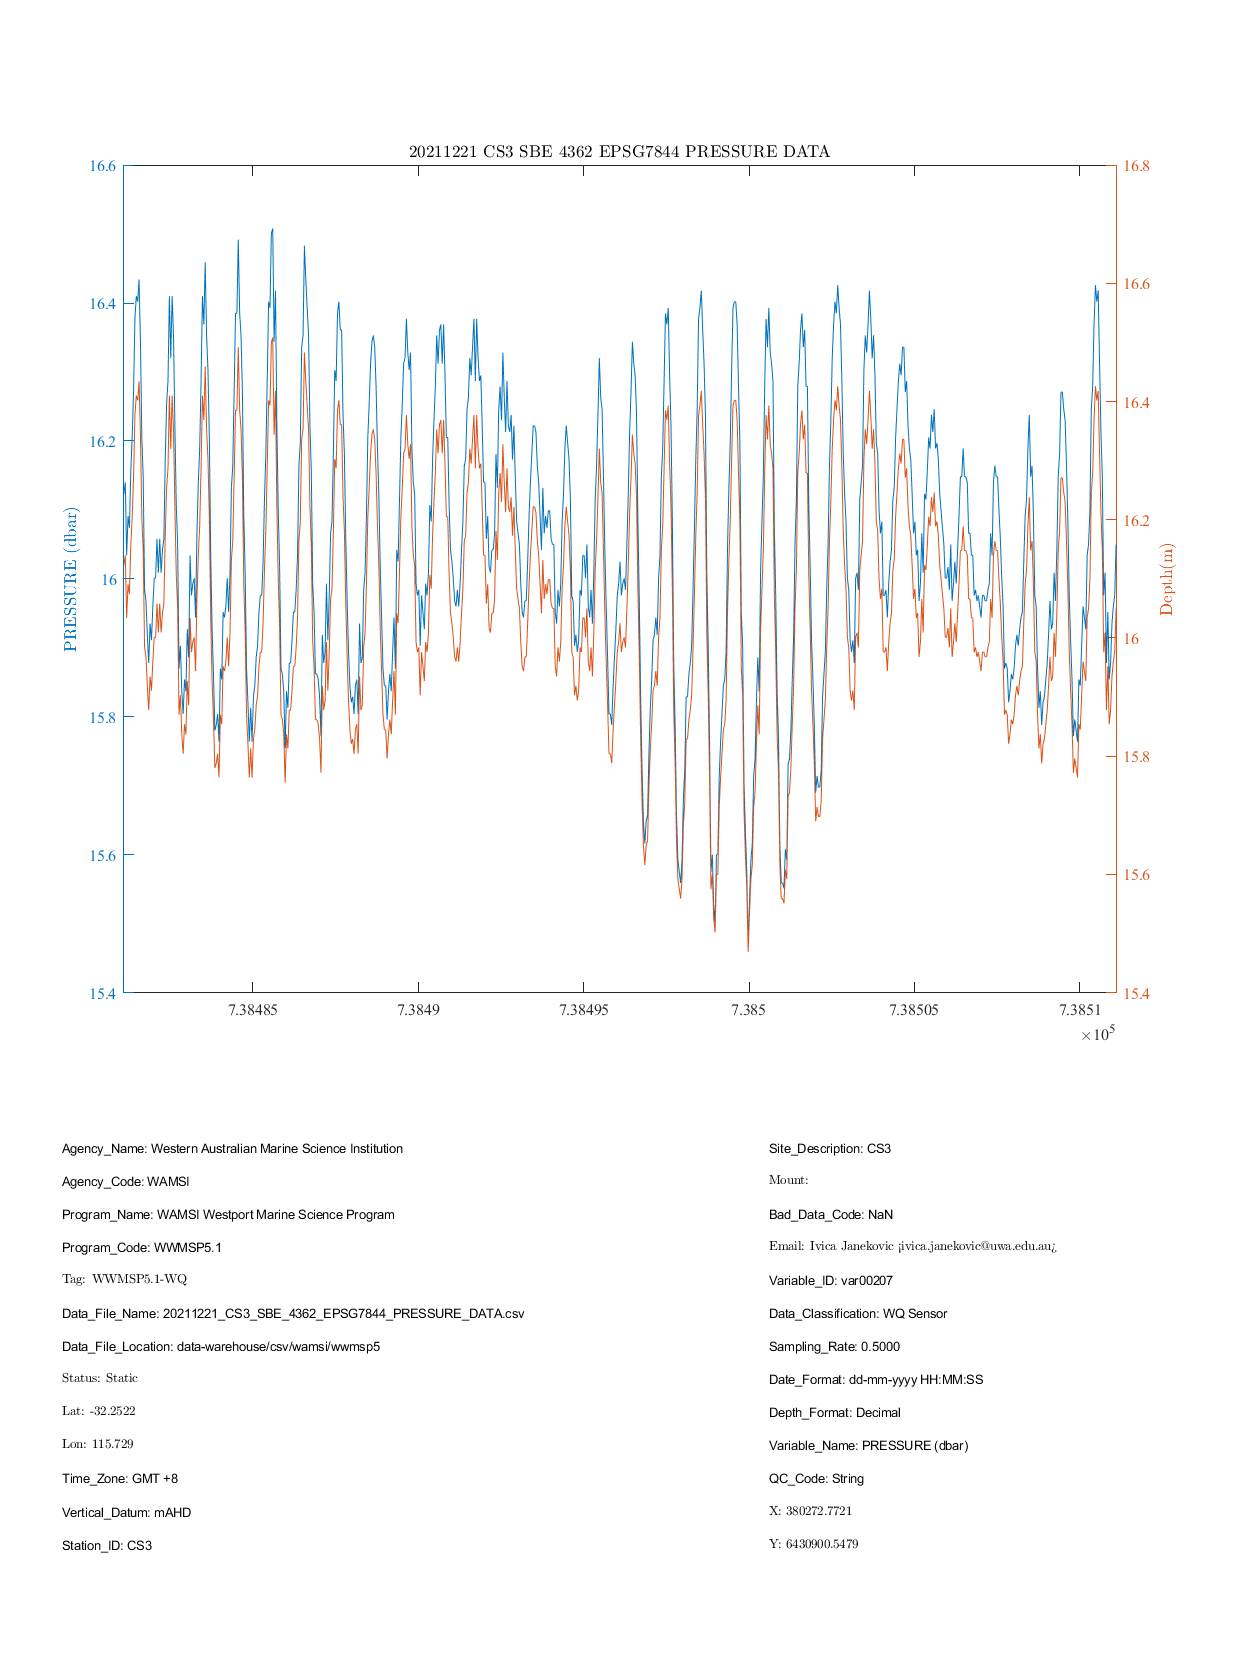 20211221 CS3 SBE 4362 EPSG7844 PRESSURE DATA
16.6
16.4
16.2
16
15.8
15.6
15.4
PRESSURE (dbar)
16.8
16.6
16.4
16.2
16
15.8
15.6
15.4
Depth(m)
7.38485
7.3849
7.38495
7.385
7.38505
7.3851
×10^5
Agency_Name: Western Australian Marine Science Institution
Agency_Code: WAMSI
Program_Name: WAMSI Westport Marine Science Program
Program_Code: WWMSP5.1
Tag: WWMSP5.1-WQ
Data_File_Name: 20211221_CS3_SBE_4362_EPSG7844_PRESSURE_DATA.csv
Data_File_Location: data-warehouse/csv/wamsi/wwmsp5
Status: Static
Lat: -32.2522
Lon: 115.729
Time_Zone: GMT +8
Vertical_Datum: mAHD
Station_ID: CS3
Site_Description: CS3
Mount:
Bad_Data_Code: NaN
Email: Ivica Janekovic ¡ivica.janekovic@uwa.edu.au¿
Variable_ID: var00207
Data_Classification: WQ Sensor
Sampling_Rate: 0.5000
Date_Format: dd-mm-yyyy HH:MM:SS
Depth_Format: Decimal
Variable_Name: PRESSURE (dbar)
QC_Code: String
X: 380272.7721
Y: 6430900.5479